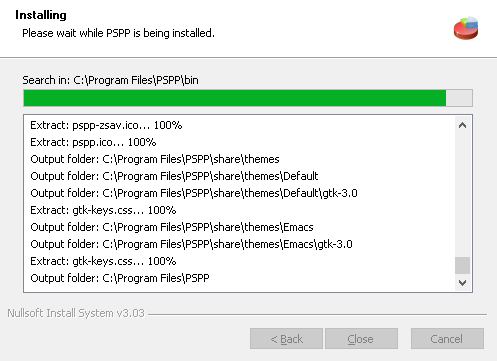 Installing
Please wait while PSPP is being installed.
Search in: C:\Program Files\PSPP\bin
Extract: pspp-zsav.ico... 100%
Extract: pspp.ico... 100%
Output folder: C:\Program Files\PSPP\share\themes
Output folder: C:\Program Files\PSPP\share\themes\Default
Output folder: C:\Program Files\PSPP\share\themes\Default\gtk-3.0
Extract: gtk-keys.css... 100%
Output folder: C:\Program Files\PSPP\share\themes\Emacs
Output folder: C:\Program Files\PSPP\share\themes\Emacs\gtk-3.0
Extract: gtk-keys.css... 100%
Output folder: C:\Program Files\PSPP
Nullsoft Install System v3.03
< Back Close Cancel